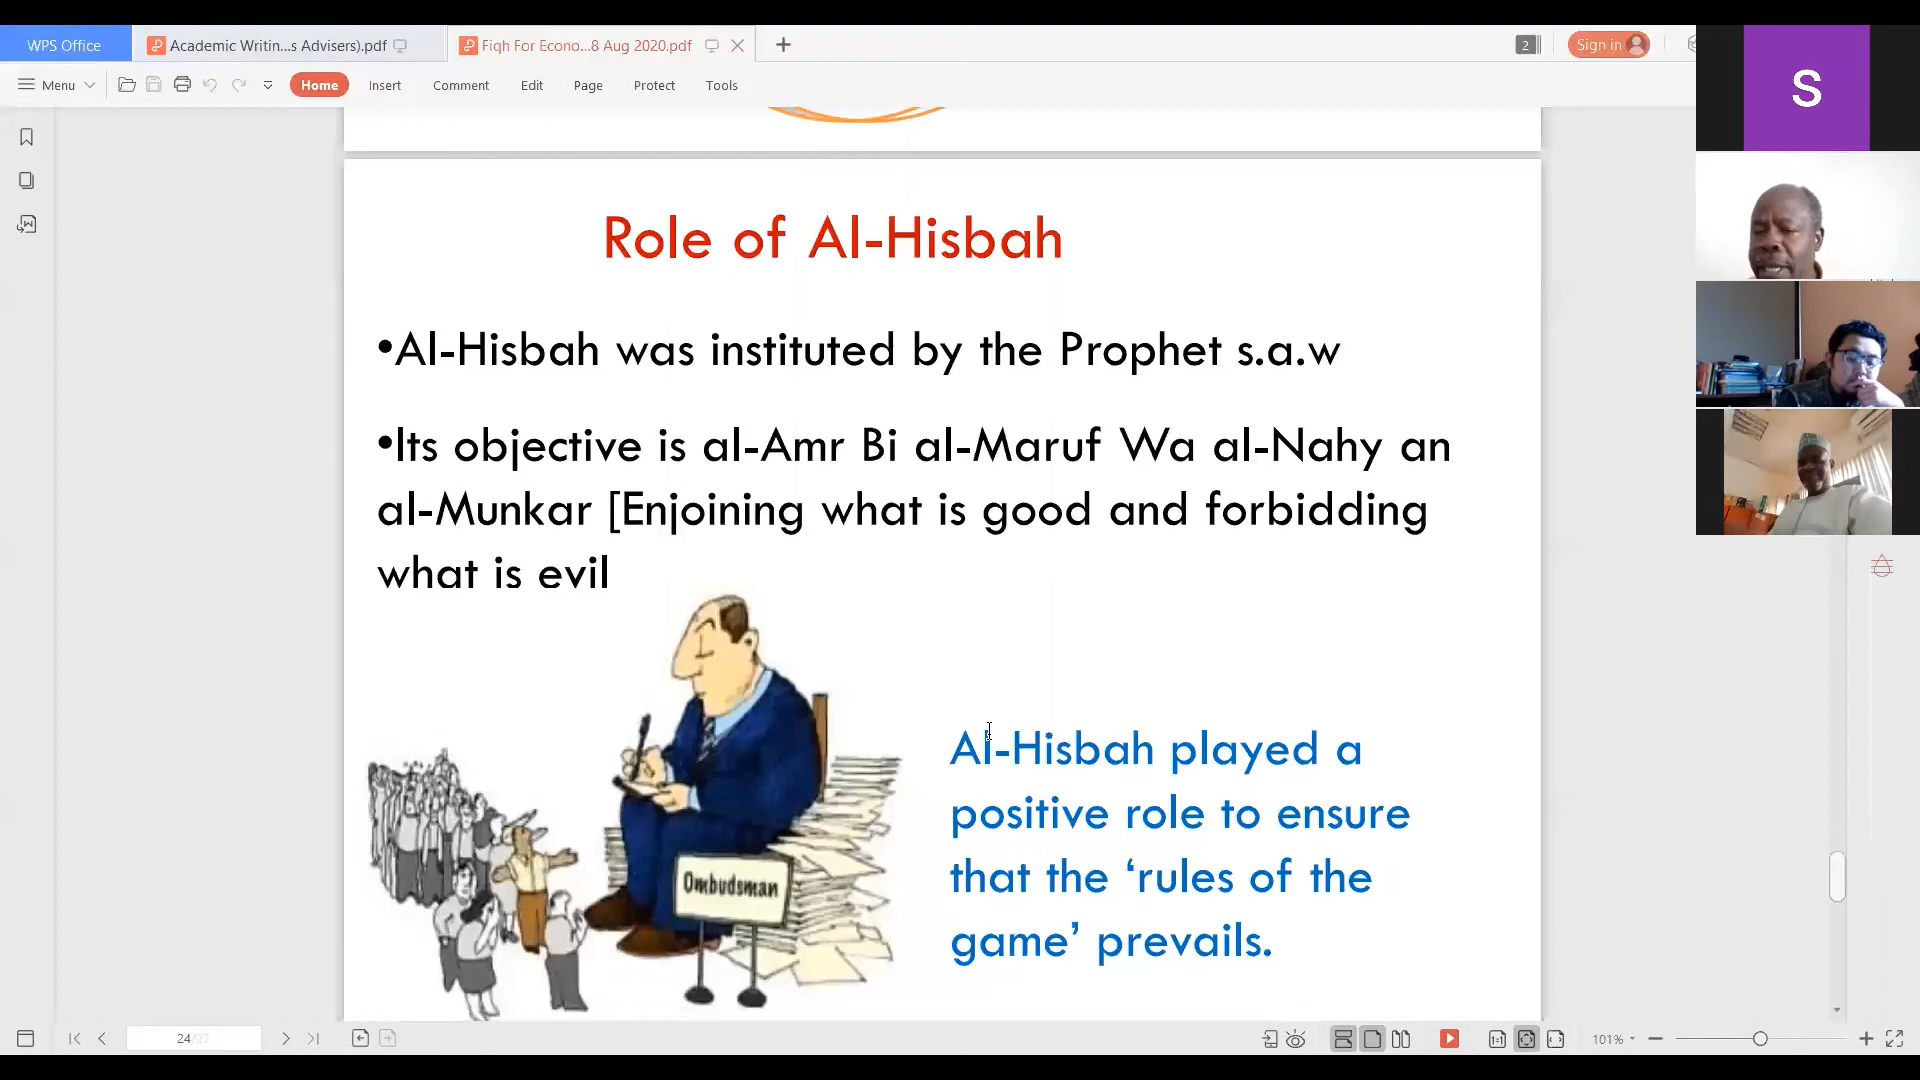 WPS Office
Academic Writin...s Advisers).pdf
Fiqh For Econo...8 Aug 2020.pdf
2
Sign in
Menu
Home
Insert
Comment
Edit
Page
Protect
Tools
S
Role of Al-Hisbah
•Al-Hisbah was instituted by the Prophet s.a.w
•Its objective is al-Amr Bi al-Maruf Wa al-Nahy an
al-Munkar [Enjoining what is good and forbidding
what is evil
Ombudsman
Al-Hisbah played a
positive role to ensure
that the ‘rules of the
game’ prevails.
24/27
101%